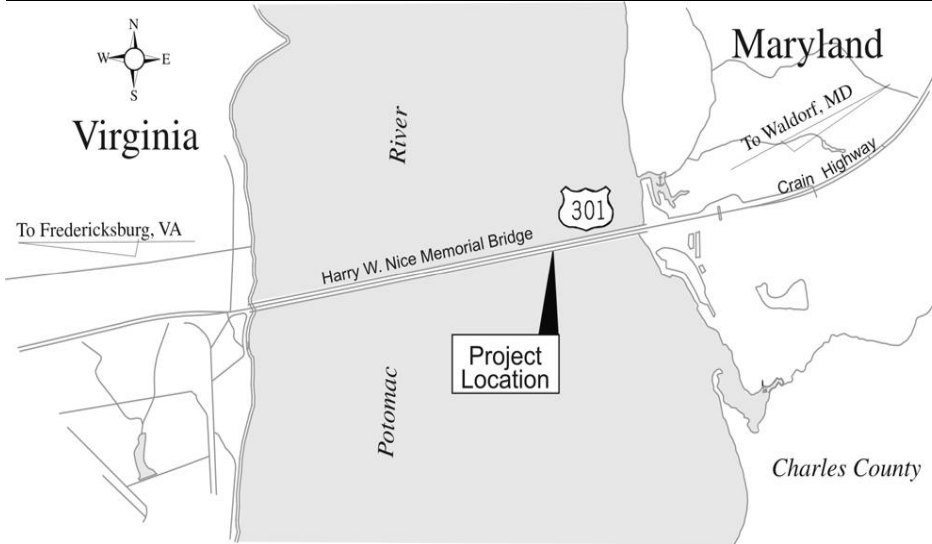 N
W
E
S
Maryland
Virginia
River
To Waldorf, MD
Crain Highway
301
To Fredericksburg, VA
Harry W. Nice Memorial Bridge
Project
Location
Potomac
Charles County